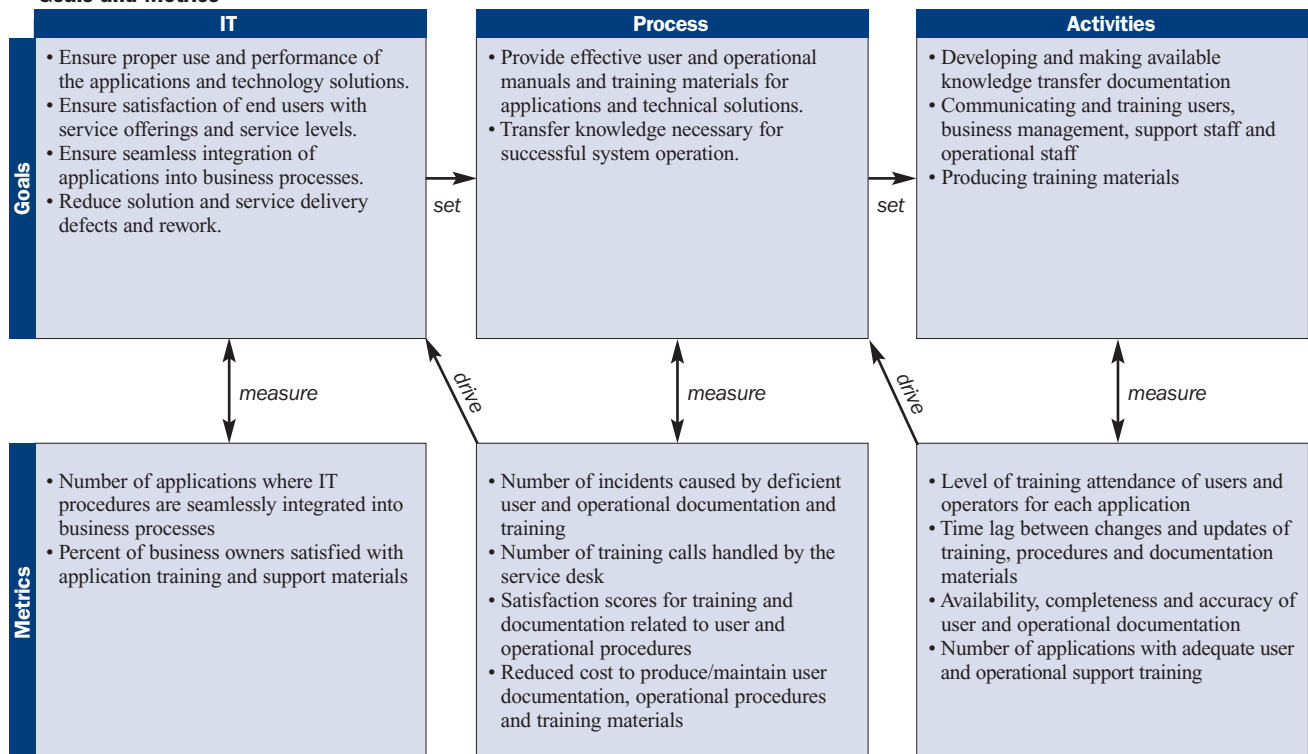 Goals and Metrics
IT
Process
Activities
Goals
• Ensure proper use and performance of
the applications and technology solutions.
• Ensure satisfaction of end users with
service offerings and service levels.
• Ensure seamless integration of
applications into business processes.
• Reduce solution and service delivery
defects and rework.
set
• Provide effective user and operational
manuals and training materials for
applications and technical solutions.
• Transfer knowledge necessary for
successful system operation.
set
• Developing and making available
knowledge transfer documentation
• Communicating and training users,
business management, support staff and
operational staff
• Producing training materials
measure
drive
measure
drive
measure
Metrics
• Number of applications where IT
procedures are seamlessly integrated into
business processes
• Percent of business owners satisfied with
application training and support materials
• Number of incidents caused by deficient
user and operational documentation and
training
• Number of training calls handled by the
service desk
• Satisfaction scores for training and
documentation related to user and
operational procedures
• Reduced cost to produce/maintain user
documentation, operational procedures
and training materials
• Level of training attendance of users and
operators for each application
• Time lag between changes and updates of
training, procedures and documentation
materials
• Availability, completeness and accuracy of
user and operational documentation
• Number of applications with adequate user
and operational support training